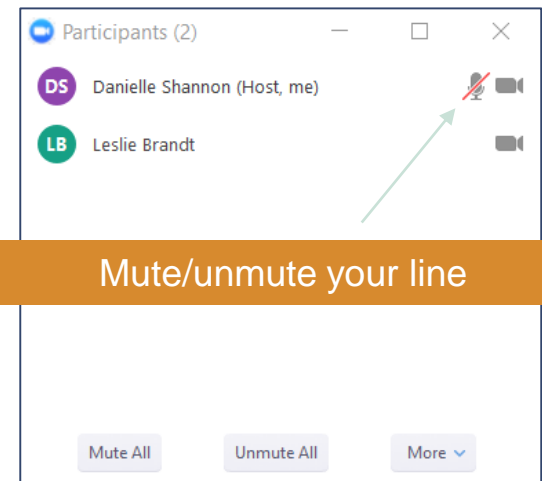 Participants (2)
DS Danielle Shannon (Host, me)
LB Leslie Brandt
Mute/unmute your line
Mute All Unmute All More